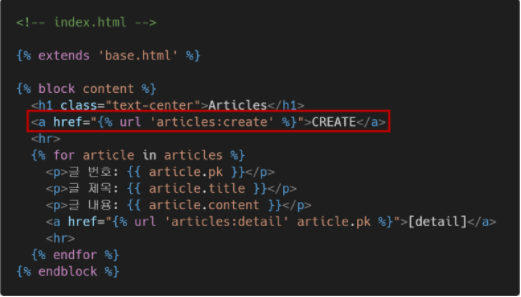 <!-- index.html -->
{% extends 'base.html' %}
{% block content %}
<h1 class="text-center">Articles</h1>
<a href="{% url 'articles:create' %}">CREATE</a>
<hr>
{% for article in articles %}
<p>글 번호: {{ article.pk }}</p>
<p>글 제목: {{ article.title }}</p>
<p>글 내용: {{ article.content }}</p>
<a href="{% url 'articles:detail' article.pk %}">[detail]</a>
<hr>
{% endfor %}
{% endblock %}